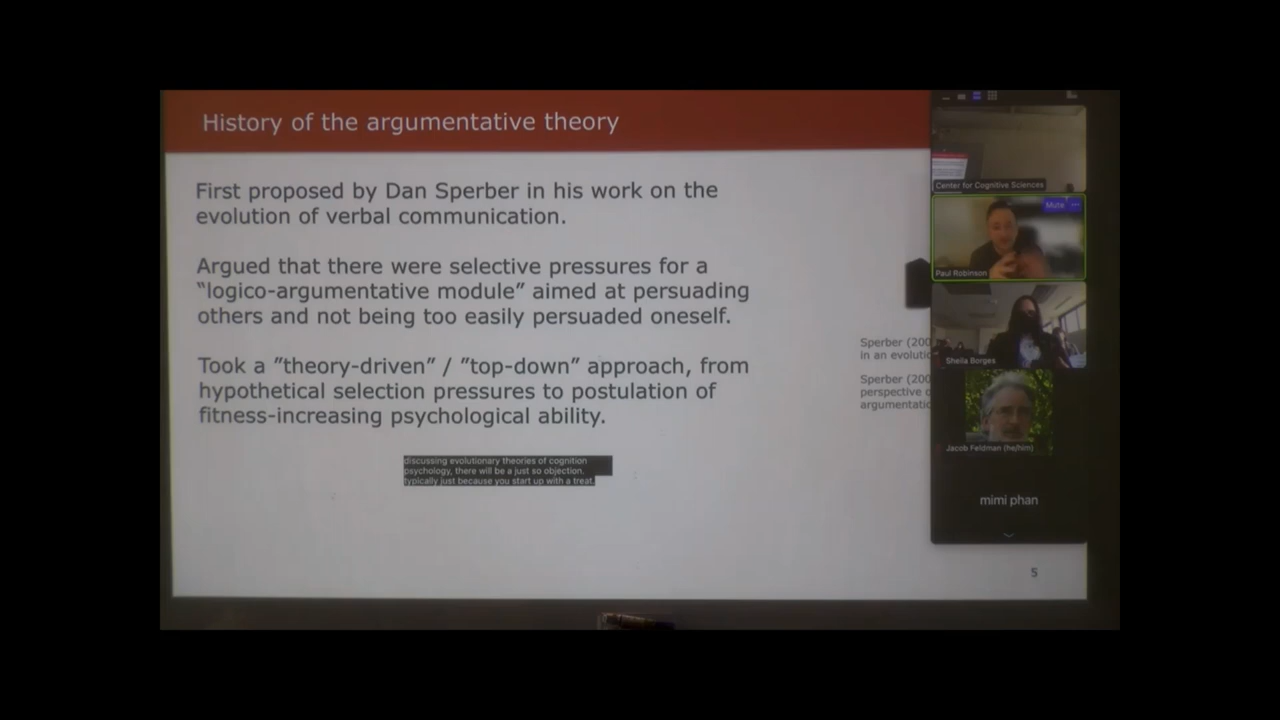 History of the argumentative theory
First proposed by Dan Sperber in his work on the
evolution of verbal communication.
Argued that there were selective pressures for a
“logico-argumentative module” aimed at persuading
others and not being too easily persuaded oneself.
Took a ”theory-driven” / ”top-down” approach, from
hypothetical selection pressures to postulation of
fitness-increasing psychological ability.
discussing evolutionary theories of cognition
psychology, there will be a just so objection.
typically just because you start up with a treat.
Sperber (200
in an evolutic
Sperber (200
perspective
argumentatic
5
Center for Cognitive Sciences
Mute
Paul Robinson
Sheila Borges
Jacob Feldman (he/him)
mimi phan